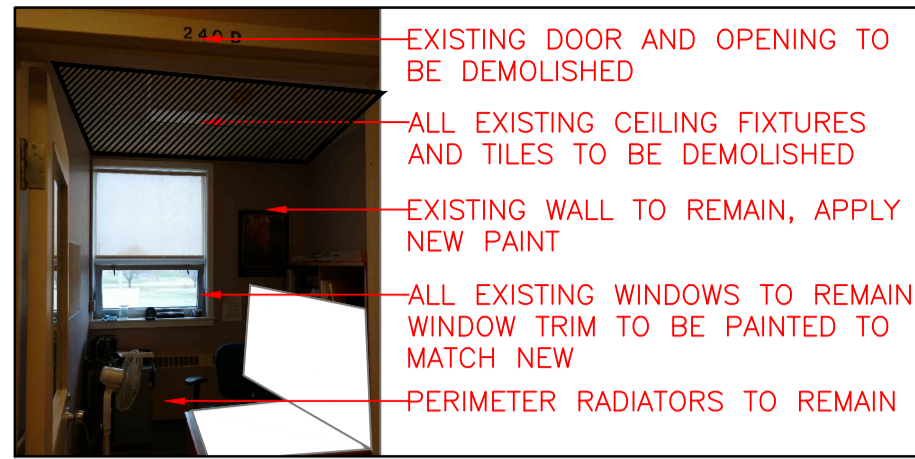 240D
EXISTING DOOR AND OPENING TO
BE DEMOLISHED
ALL EXISTING CEILING FIXTURES
AND TILES TO BE DEMOLISHED
EXISTING WALL TO REMAIN, APPLY
NEW PAINT
ALL EXISTING WINDOWS TO REMAIN
WINDOW TRIM TO BE PAINTED TO
MATCH NEW
PERIMETER RADIATORS TO REMAIN